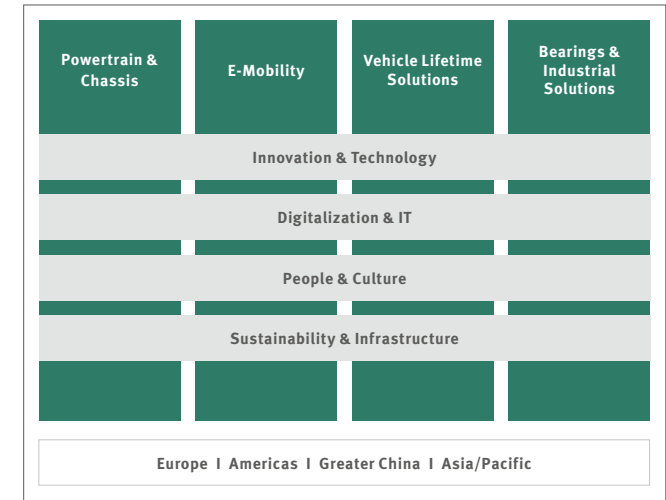 Powertrain &
Chassis
E-Mobility
Vehicle Lifetime
Solutions
Bearings &
Industrial
Solutions
Innovation & Technology
Digitalization & IT
People & Culture
Sustainability & Infrastructure
Europe I Americas I Greater China I Asia/Pacific